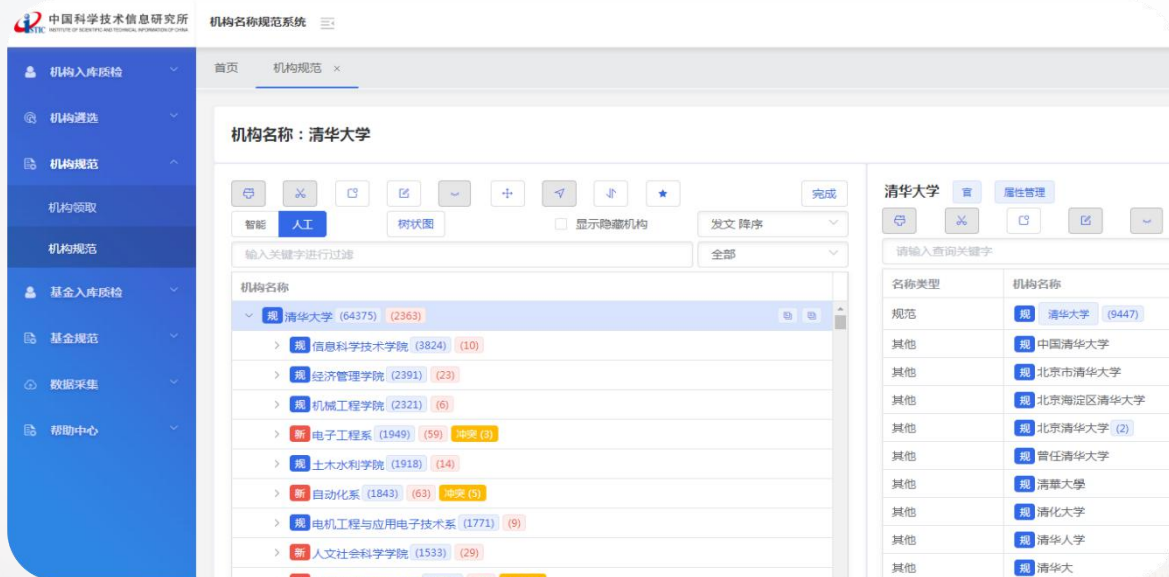 中国科学技术信息研究所
ISTIC INSTITUTE OF SCIENTIFIC AND TECHNICAL INFORMATION OF CHINA
机构名称规范系统
机构入库质检
机构遴选
机构规范
机构领取
机构规范
基金入库质检
基金规范
数据采集
帮助中心
首页 机构规范 ×
机构名称：清华大学
完成
智能 人工 树状图 显示隐藏机构 发文 降序
输入关键字进行过滤 全部
机构名称
规 清华大学 (64375) (2363)
规 信息科学技术学院 (3824) (10)
规 经济管理学院 (2391) (23)
规 机械工程学院 (2321) (6)
新 电子工程系 (1949) (59) 冲突 (3)
规 土木水利学院 (1918) (14)
新 自动化系 (1843) (63) 冲突 (5)
规 电机工程与应用电子技术系 (1771) (9)
新 人文社会科学学院 (1533) (29)
清华大学 官 属性管理
请输入查询关键字
名称类型 机构名称
规范 规 清华大学 (9447)
其他 规 中国清华大学
其他 规 北京市清华大学
其他 规 北京海淀区清华大学
其他 规 北京清华大学 (2)
其他 规 曾任清华大学
其他 规 清華大學
其他 规 清化大学
其他 规 清华人学
其他 规 清华大